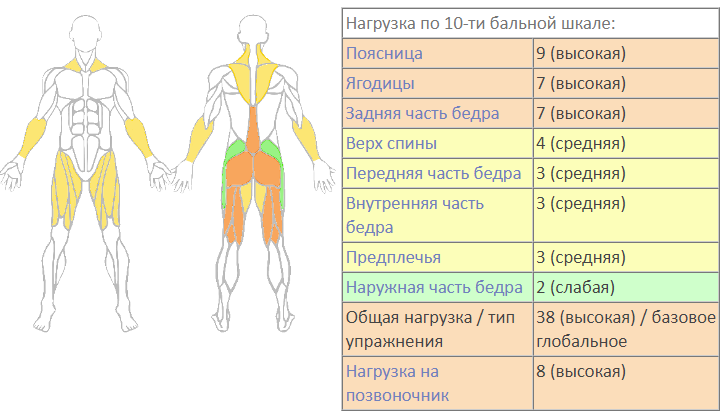 Нагрузка по 10-ти бальной шкале:
Поясница 9 (высокая)
Ягодицы 7 (высокая)
Задняя часть бедра 7 (высокая)
Верх спины 4 (средняя)
Передняя часть бедра 3 (средняя)
Внутренняя часть 3 (средняя)
бедра
Предплечья 3 (средняя)
Наружная часть бедра 2 (слабая)
Общая нагрузка / тип 38 (высокая) / базовое
упражнения глобальное
Нагрузка на 8 (высокая)
позвоночник